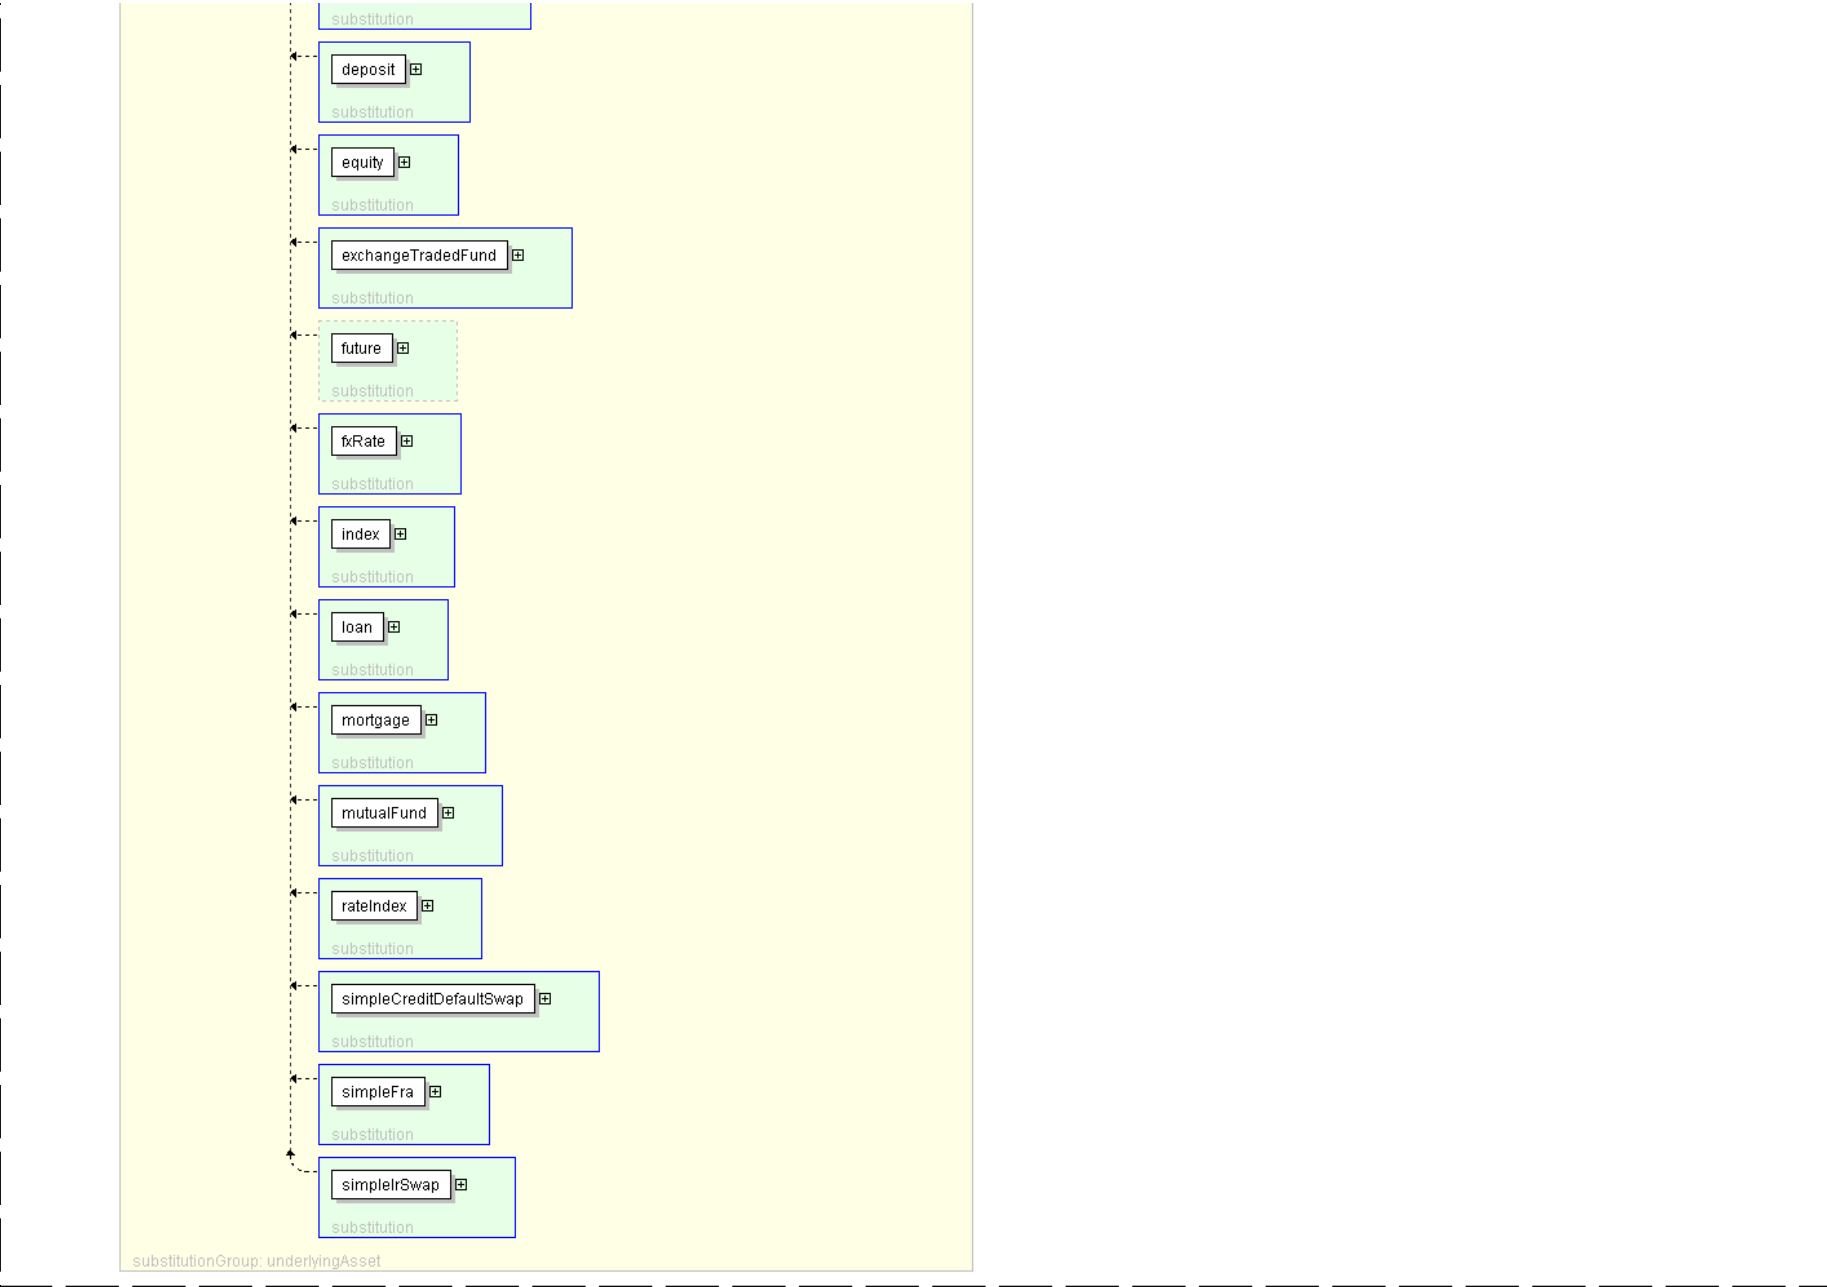 substitution
deposit
substitution
equity
substitution
exchangeTradedFund
substitution
future
substitution
fxRate
substitution
index
substitution
loan
substitution
mortgage
substitution
mutualFund
substitution
rateIndex
substitution
simpleCreditDefaultSwap
substitution
simpleFra
substitution
simpleIrSwap
substitution
substitutionGroup: underlyingAsset